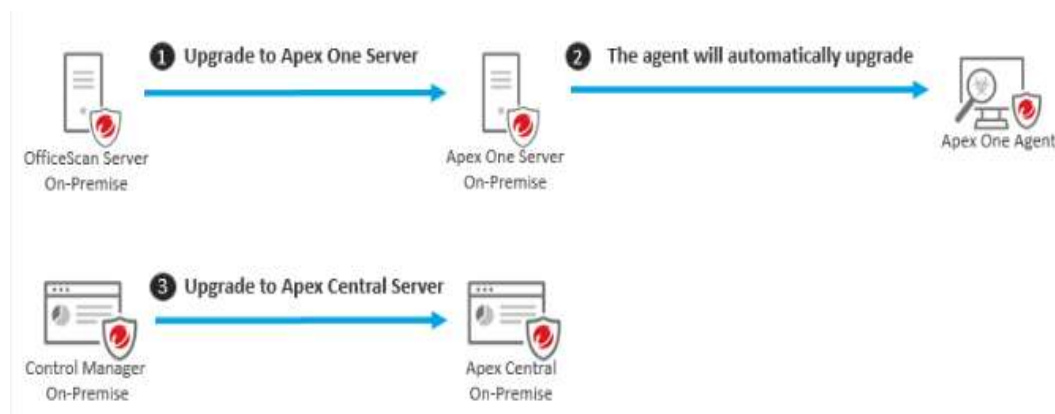 1 Upgrade to Apex One Server
2 The agent will automatically upgrade
OfficeScan Server
On-Premise
Apex One Server
On-Premise
Apex One Agent
3 Upgrade to Apex Central Server
Control Manager
On-Premise
Apex Central
On-Premise